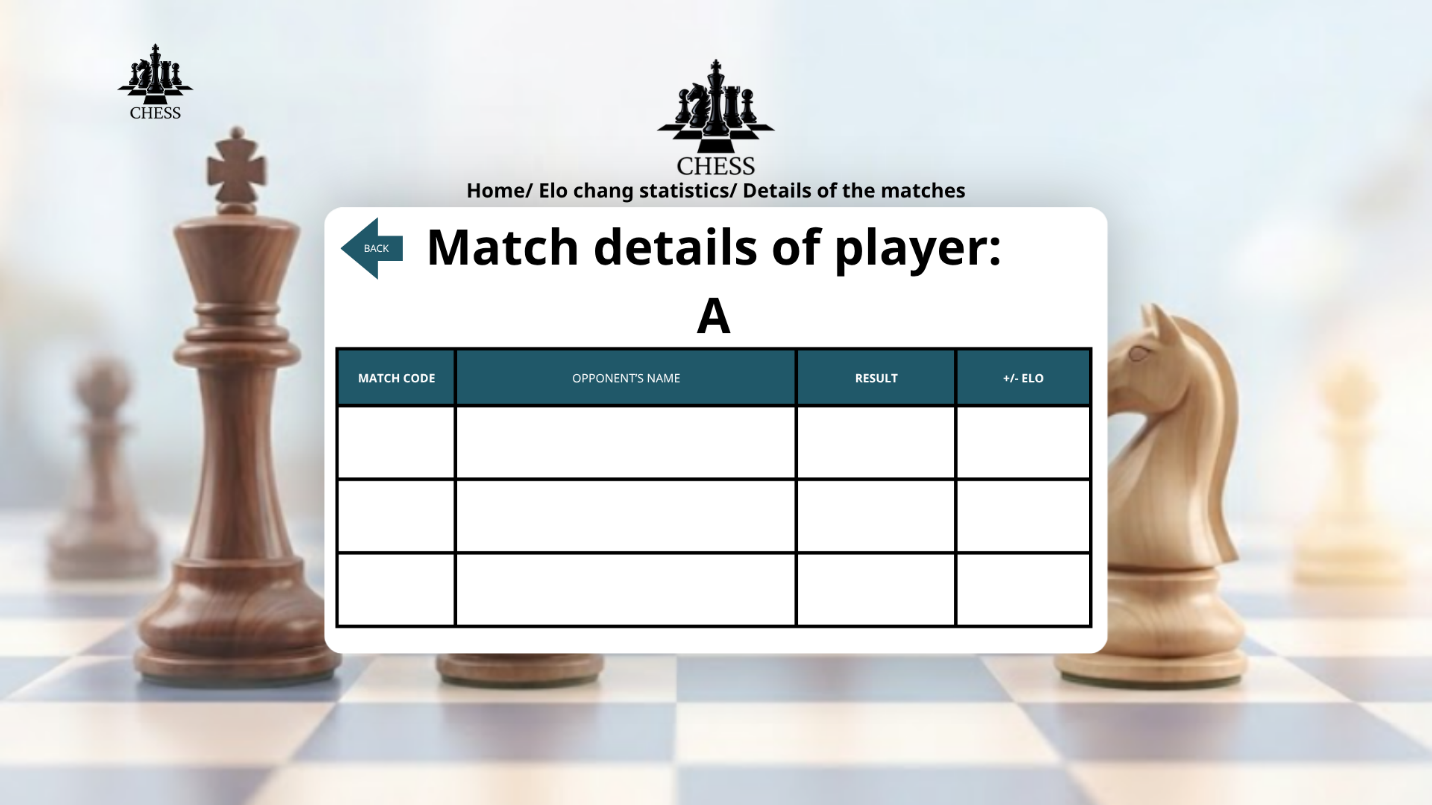 CHESS
CHESS
Home/ Elo chang statistics/ Details of the matches
BACK
Match details of player:
A
MATCH CODE
OPPONENT'S NAME
RESULT
+/- ELO